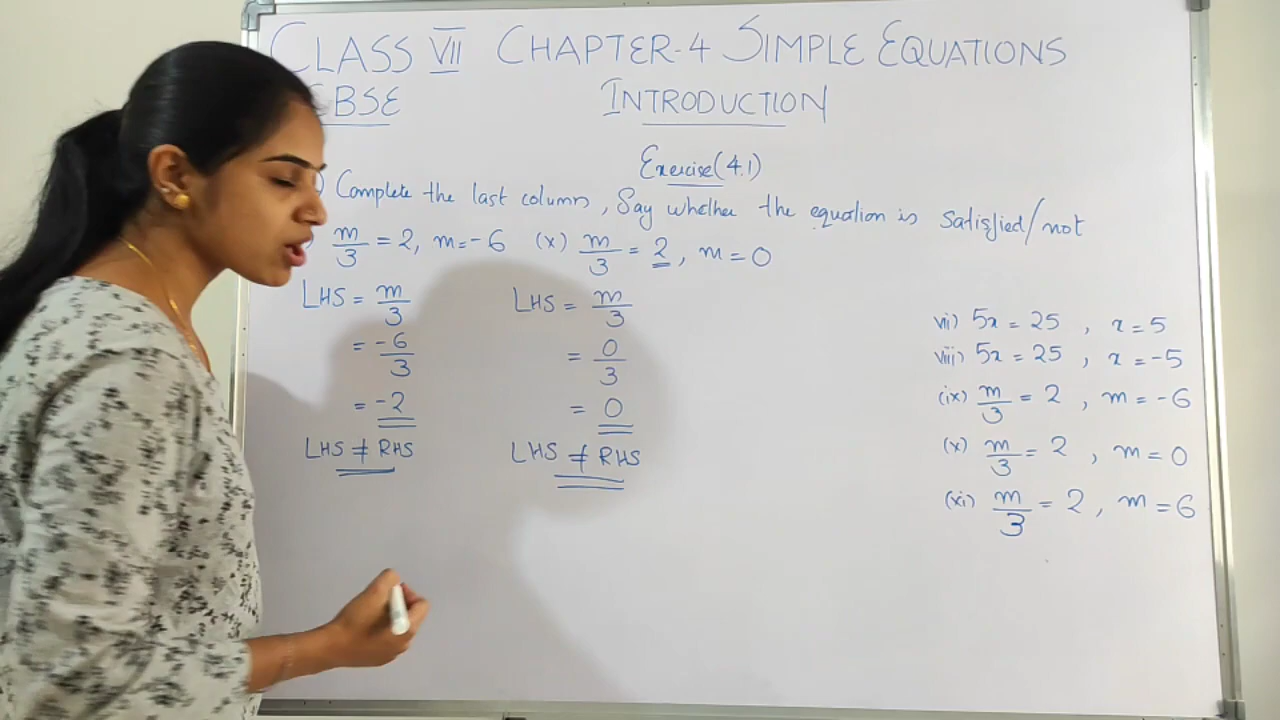 CLASS VII CHAPTER-4 SIMPLE EQUATIONS
CBSE INTRODUCTION
Exercise(4.1)
) Complete the last column, Say whether the equation is satisfied/not
) m/3 = 2, m=-6 (x) m/3 = 2, m=0
LHS = m/3
= -6/3
= -2
LHS ≠ RHS
LHS = m/3
= 0/3
= 0
LHS ≠ RHS
vii) 5x = 25 , x = 5
viii) 5x = 25 , x = -5
(ix) m/3 = 2 , m = -6
(x) m/3 = 2 , m = 0
(xi) m/3 = 2 , m = 6